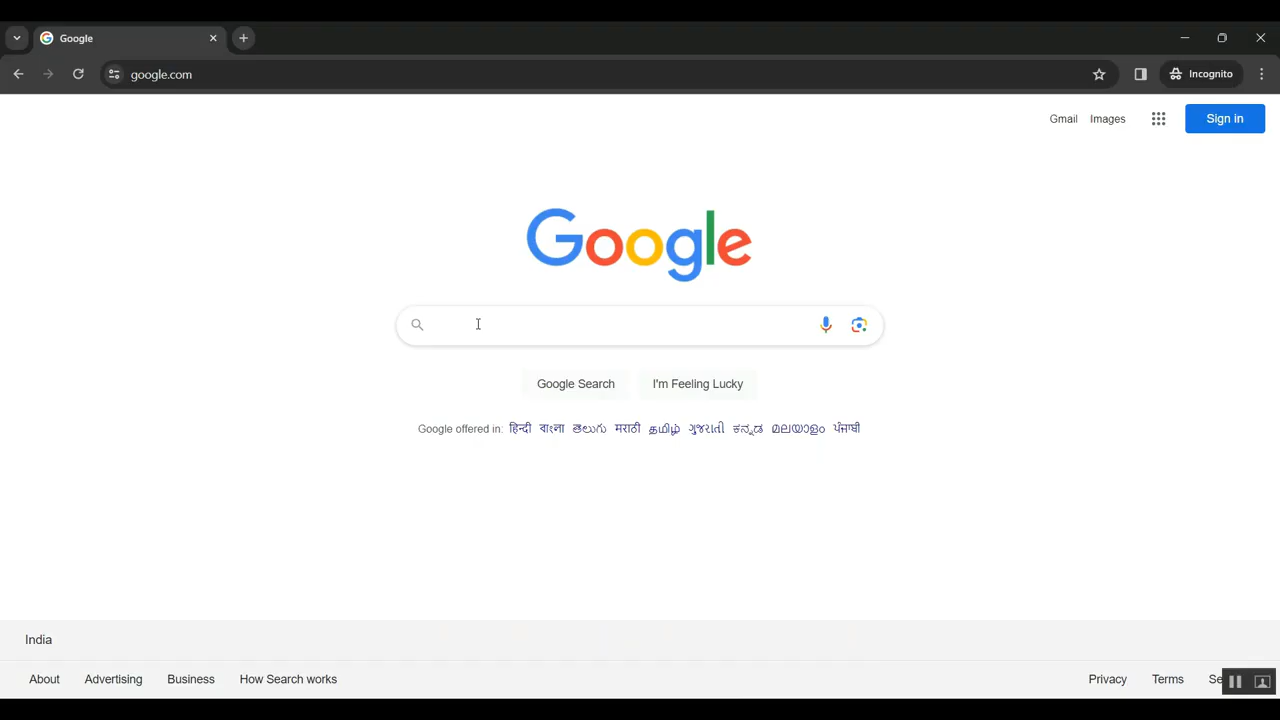 Google
google.com
Incognito
Gmail Images Sign in
Google
Google Search I'm Feeling Lucky
Google offered in: हिन्दी বাংলা తెలుగు मराठी தமிழ் ગુજરાતી ಕನ್ನಡ മലയാളം ਪੰਜਾਬੀ
India
About Advertising Business How Search works Privacy Terms